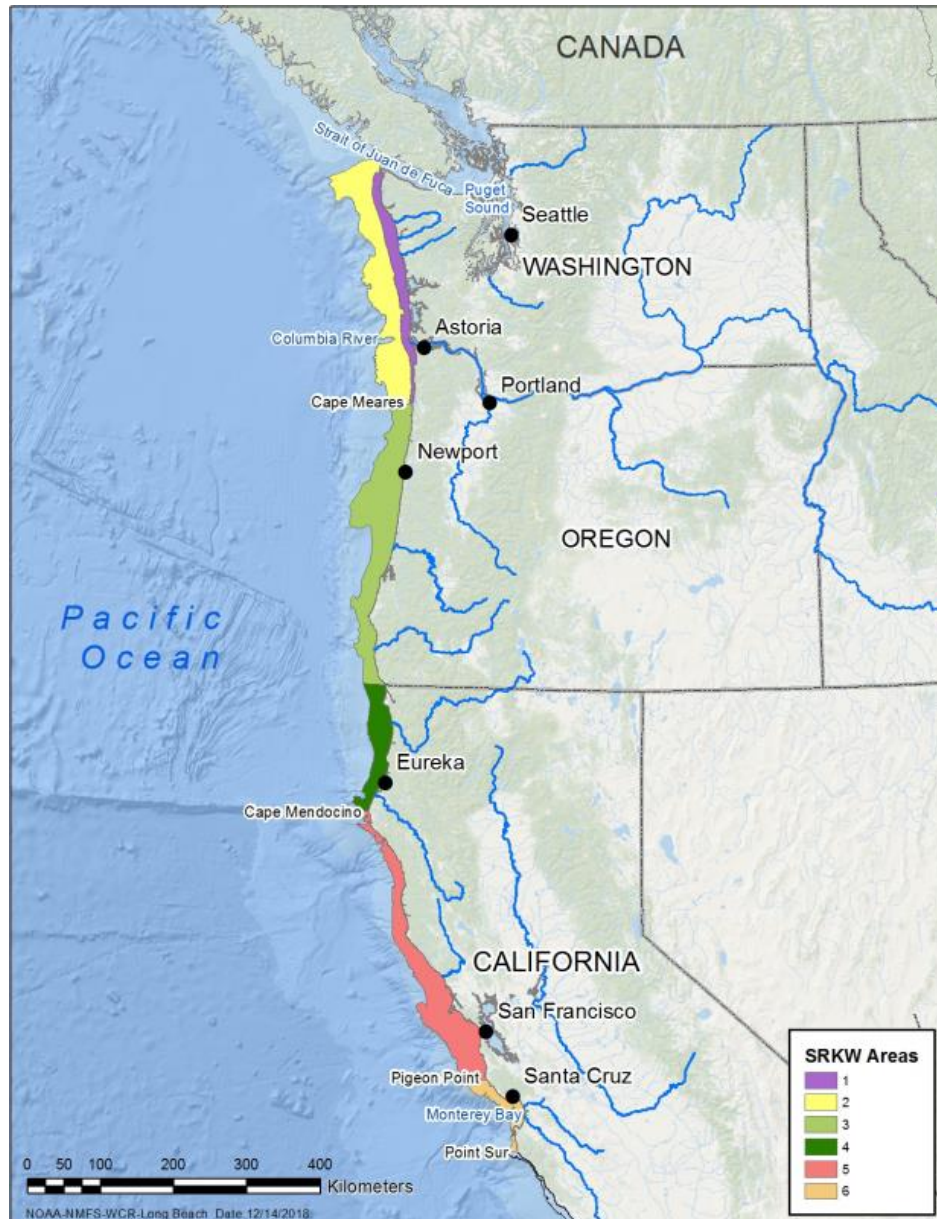 CANADA
Strait of Juan de Fuca
Puget
Sound
Seattle
WASHINGTON
Columbia River
Astoria
Portland
Cape Meares
Newport
OREGON
Pacific
Ocean
Eureka
Cape Mendocino
CALIFORNIA
San Francisco
Pigeon Point
Santa Cruz
Monterey Bay
Point Sur
SRKW Areas
1
2
3
4
5
6
0 50 100 200 300 400
Kilometers
NOAA-NMFS-WCR-Long Beach Date:12/14/2018